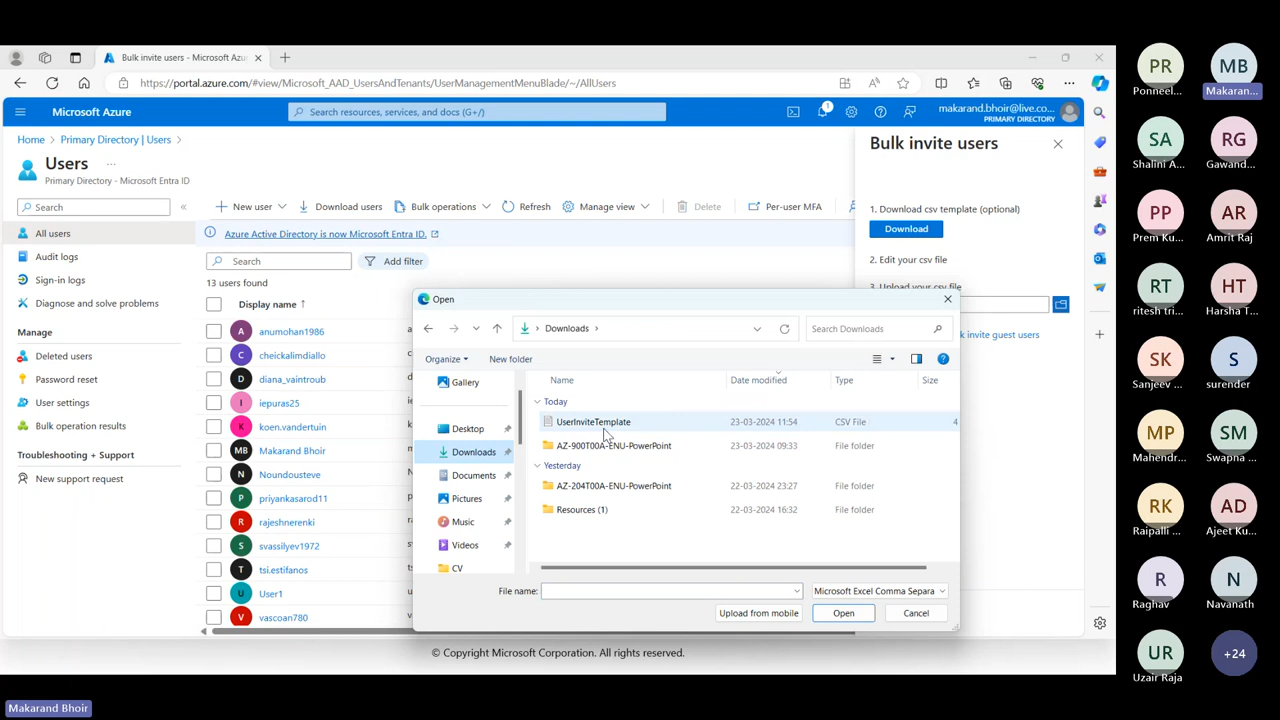 Bulk invite users - Microsoft Azu
https://portal.azure.com/#view/Microsoft_AAD_UsersAndTenants/UserManagementMenuBlade/~/AllUsers
Microsoft Azure
Search resources, services, and docs (G+/)
1
makarand.bhoir@live.co...
PRIMARY DIRECTORY
Home > Primary Directory | Users >
Users ...
Primary Directory - Microsoft Entra ID
Search
All users
Audit logs
Sign-in logs
Diagnose and solve problems
Manage
Deleted users
Password reset
User settings
Bulk operation results
Troubleshooting + Support
New support request
New user
Download users
Bulk operations
Refresh
Manage view
Delete
Per-user MFA
Azure Active Directory is now Microsoft Entra ID.
Search
Add filter
13 users found
Display name ↑
A anumohan1986
C cheickalimdiallo
D diana_vaintroub
I iepuras25
K koen.vandertuin
MB Makarand Bhoir
N Noundousteve
P priyankasarod11
R rajeshnerenki
S svassilyev1972
T tsi.estifanos
U User1
V vascoan780
Bulk invite users
1. Download csv template (optional)
Download
2. Edit your csv file
3. Upload your csv file
k invite guest users
Open
Downloads
Search Downloads
Organize
New folder
Gallery
Desktop
Downloads
Documents
Pictures
Music
Videos
CV
Name Date modified Type Size
Today
UserInviteTemplate 23-03-2024 11:54 CSV File 4
AZ-900T00A-ENU-PowerPoint 23-03-2024 09:33 File folder
Yesterday
AZ-204T00A-ENU-PowerPoint 22-03-2024 23:27 File folder
Resources (1) 22-03-2024 16:32 File folder
File name:
Microsoft Excel Comma Separa
Upload from mobile
Open
Cancel
© Copyright Microsoft Corporation. All rights reserved.
Makarand Bhoir
PR
Ponneel...
MB
Makaran...
SA
Shalini A...
RG
Gawand...
PP
Prem Ku...
AR
Amrit Raj
RT
ritesh tri...
HT
Harsha T...
SK
Sanjeev ...
S
surender
MP
Mahendr...
SM
Swapna ...
RK
Raipalli ...
AD
Ajeet Ku...
R
Raghav
N
Navanath
UR
Uzair Raja
+24